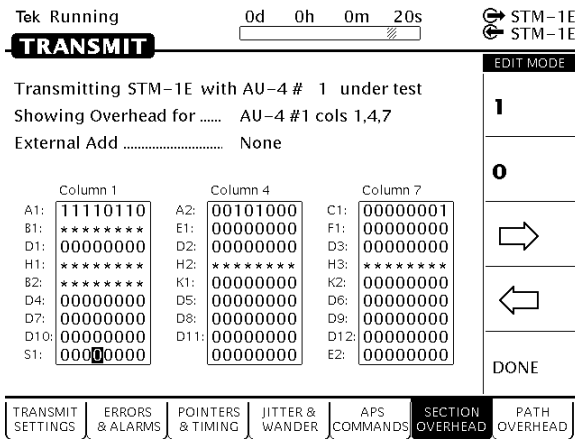 Tek Running 0d 0h 0m 20s STM-1E
STM-1E
TRANSMIT
EDIT MODE
Transmitting STM-1E with AU-4 # 1 under test
Showing Overhead for ...... AU-4 #1 cols 1,4,7
External Add ............................ None
1
0
Column 1 Column 4 Column 7
A1: 11110110 A2: 00101000 C1: 00000001
B1: ******** E1: 00000000 F1: 00000000
D1: 00000000 D2: 00000000 D3: 00000000
H1: ******** H2: ******** H3: ********
B2: ******** K1: 00000000 K2: 00000000
D4: 00000000 D5: 00000000 D6: 00000000
D7: 00000000 D8: 00000000 D9: 00000000
D10: 00000000 D11: 00000000 D12: 00000000
S1: 00000000 00000000 E2: 00000000
DONE
TRANSMIT SETTINGS
ERRORS & ALARMS
POINTERS & TIMING
JITTER & WANDER
APS COMMANDS
SECTION OVERHEAD
PATH OVERHEAD